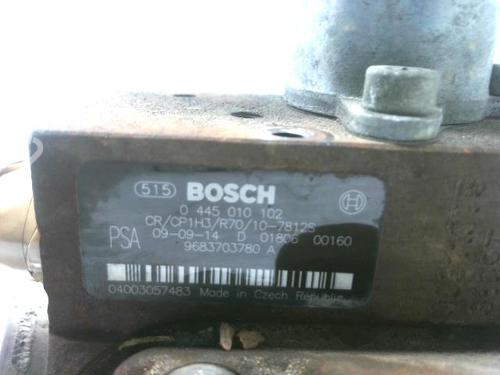 515 BOSCH
0 445 010 102
CR/CP1H3/R70/10-7812S
PSA 09-09-14 D 01806 00160
9683703780 A
04003057483 Made in Czech Republic